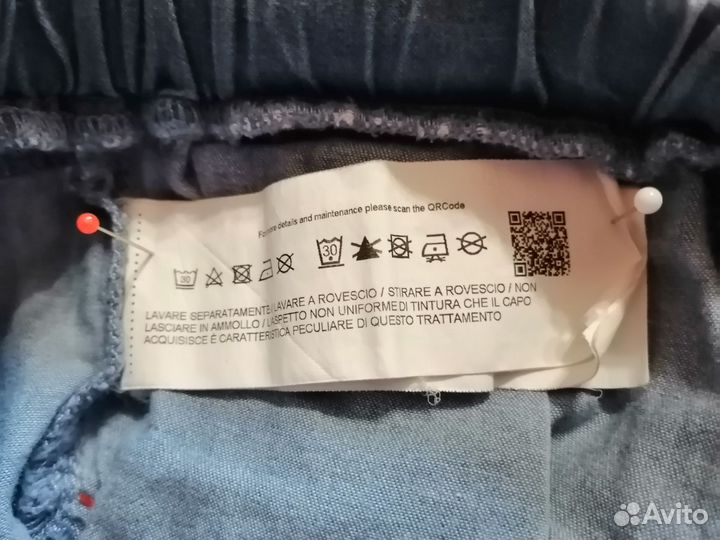 For more details and maintenance please scan the QRCode
30 30
LAVARE SEPARATAMENTE / LAVARE A ROVESCIO / STIRARE A ROVESCIO / NON
LASCIARE IN AMMOLLO / L'ASPETTO NON UNIFORME DI TINTURA CHE IL CAPO
ACQUISISCE È CARATTERISTICA PECULIARE DI QUESTO TRATTAMENTO
Avito